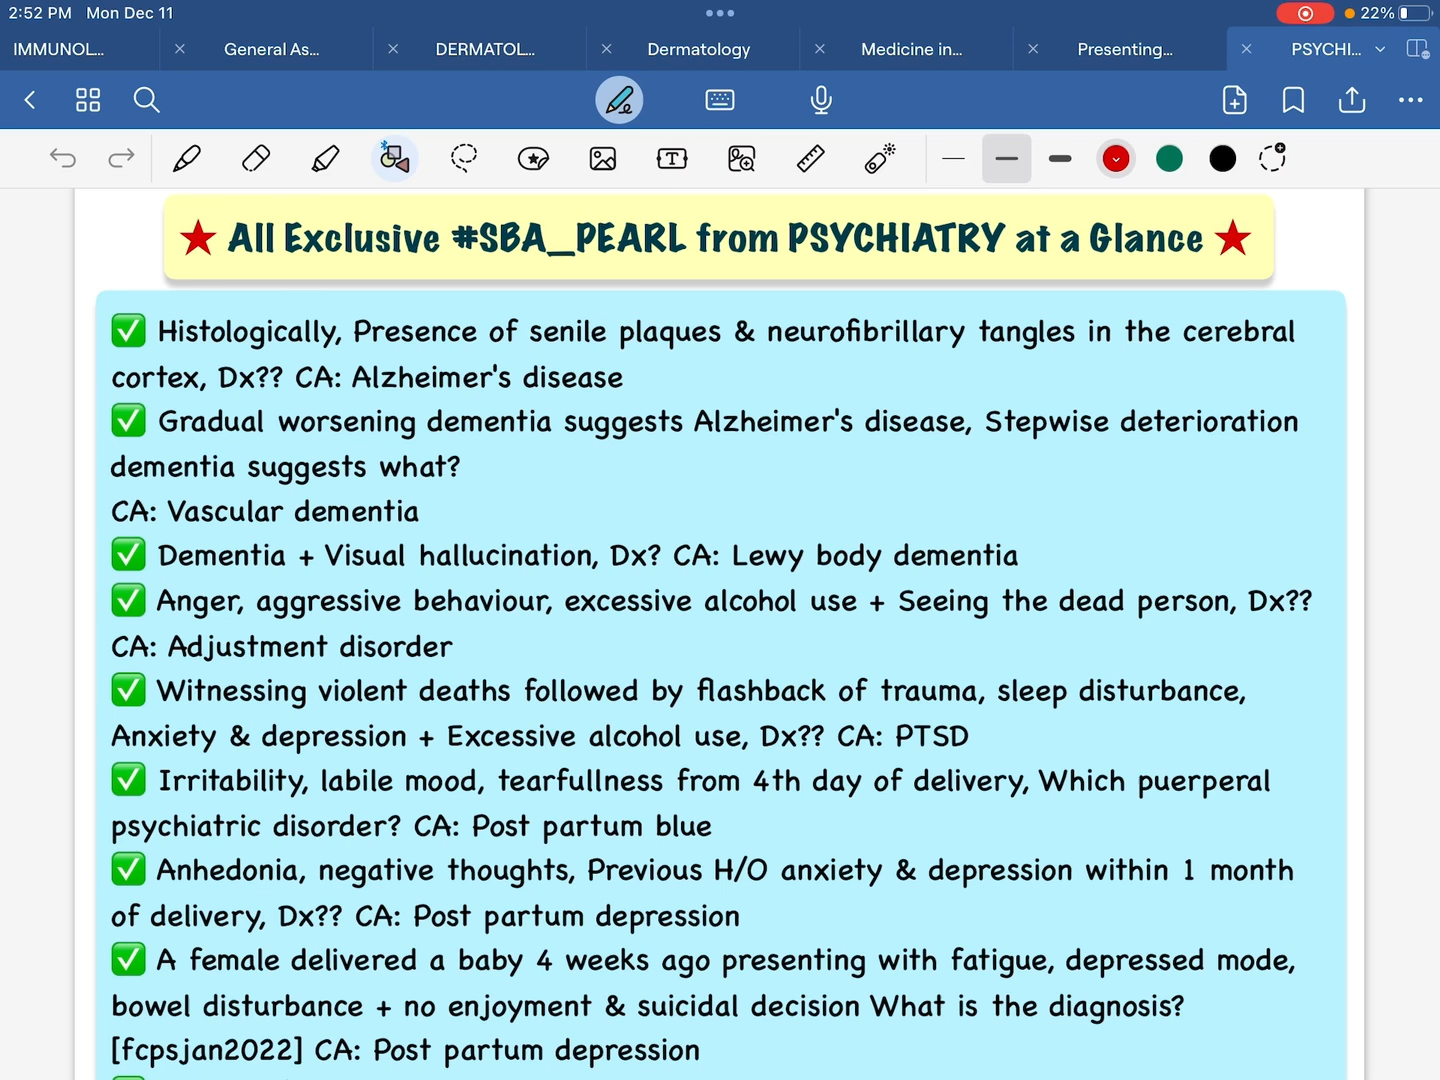 2:52 PM Mon Dec 11
22%
IMMUNOL...
General As...
DERMATOL...
Dermatology
Medicine in...
Presenting...
PSYCHI...
T
★ All Exclusive #SBA_PEARL from PSYCHIATRY at a Glance ★
✅ Histologically, Presence of senile plaques & neurofibrillary tangles in the cerebral
cortex, Dx?? CA: Alzheimer's disease
✅ Gradual worsening dementia suggests Alzheimer's disease, Stepwise deterioration
dementia suggests what?
CA: Vascular dementia
✅ Dementia + Visual hallucination, Dx? CA: Lewy body dementia
✅ Anger, aggressive behaviour, excessive alcohol use + Seeing the dead person, Dx??
CA: Adjustment disorder
✅ Witnessing violent deaths followed by flashback of trauma, sleep disturbance,
Anxiety & depression + Excessive alcohol use, Dx?? CA: PTSD
✅ Irritability, labile mood, tearfullness from 4th day of delivery, Which puerperal
psychiatric disorder? CA: Post partum blue
✅ Anhedonia, negative thoughts, Previous H/O anxiety & depression within 1 month
of delivery, Dx?? CA: Post partum depression
✅ A female delivered a baby 4 weeks ago presenting with fatigue, depressed mode,
bowel disturbance + no enjoyment & suicidal decision What is the diagnosis?
[fcpsjan2022] CA: Post partum depression